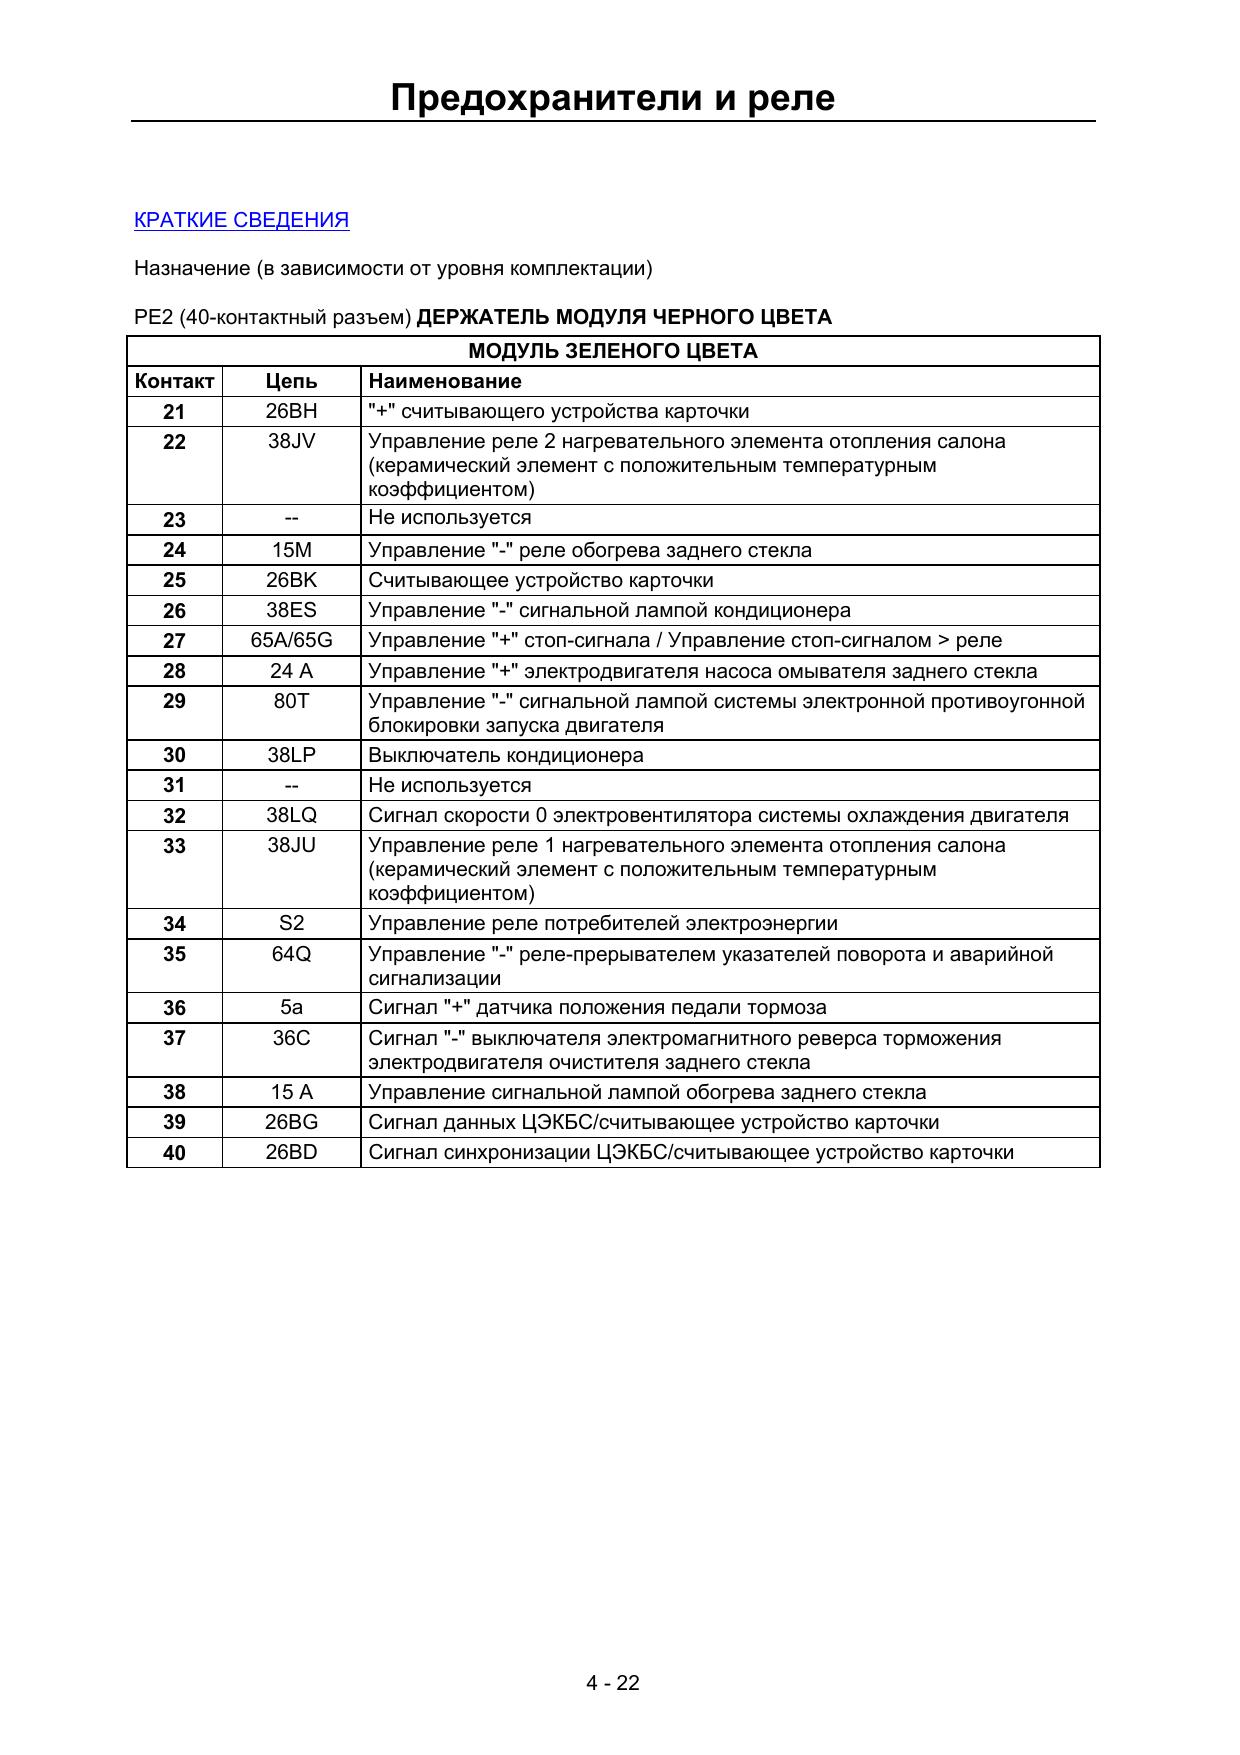 Предохранители и реле
КРАТКИЕ СВЕДЕНИЯ
Назначение (в зависимости от уровня комплектации)
PE2 (40-контактный разъем) ДЕРЖАТЕЛЬ МОДУЛЯ ЧЕРНОГО ЦВЕТА
МОДУЛЬ ЗЕЛЕНОГО ЦВЕТА
Контакт Цепь Наименование
21 26BH "+" считывающего устройства карточки
22 38JV Управление реле 2 нагревательного элемента отопления салона
(керамический элемент с положительным температурным
коэффициентом)
23 -- Не используется
24 15M Управление "-" реле обогрева заднего стекла
25 26BK Считывающее устройство карточки
26 38ES Управление "-" сигнальной лампой кондиционера
27 65A/65G Управление "+" стоп-сигнала / Управление стоп-сигналом > реле
28 24 A Управление "+" электродвигателя насоса омывателя заднего стекла
29 80T Управление "-" сигнальной лампой системы электронной противоугонной
блокировки запуска двигателя
30 38LP Выключатель кондиционера
31 -- Не используется
32 38LQ Сигнал скорости 0 электровентилятора системы охлаждения двигателя
33 38JU Управление реле 1 нагревательного элемента отопления салона
(керамический элемент с положительным температурным
коэффициентом)
34 S2 Управление реле потребителей электроэнергии
35 64Q Управление "-" реле-прерывателем указателей поворота и аварийной
сигнализации
36 5a Сигнал "+" датчика положения педали тормоза
37 36C Сигнал "-" выключателя электромагнитного реверса торможения
электродвигателя очистителя заднего стекла
38 15 A Управление сигнальной лампой обогрева заднего стекла
39 26BG Сигнал данных ЦЭКБС/считывающее устройство карточки
40 26BD Сигнал синхронизации ЦЭКБС/считывающее устройство карточки
4 - 22